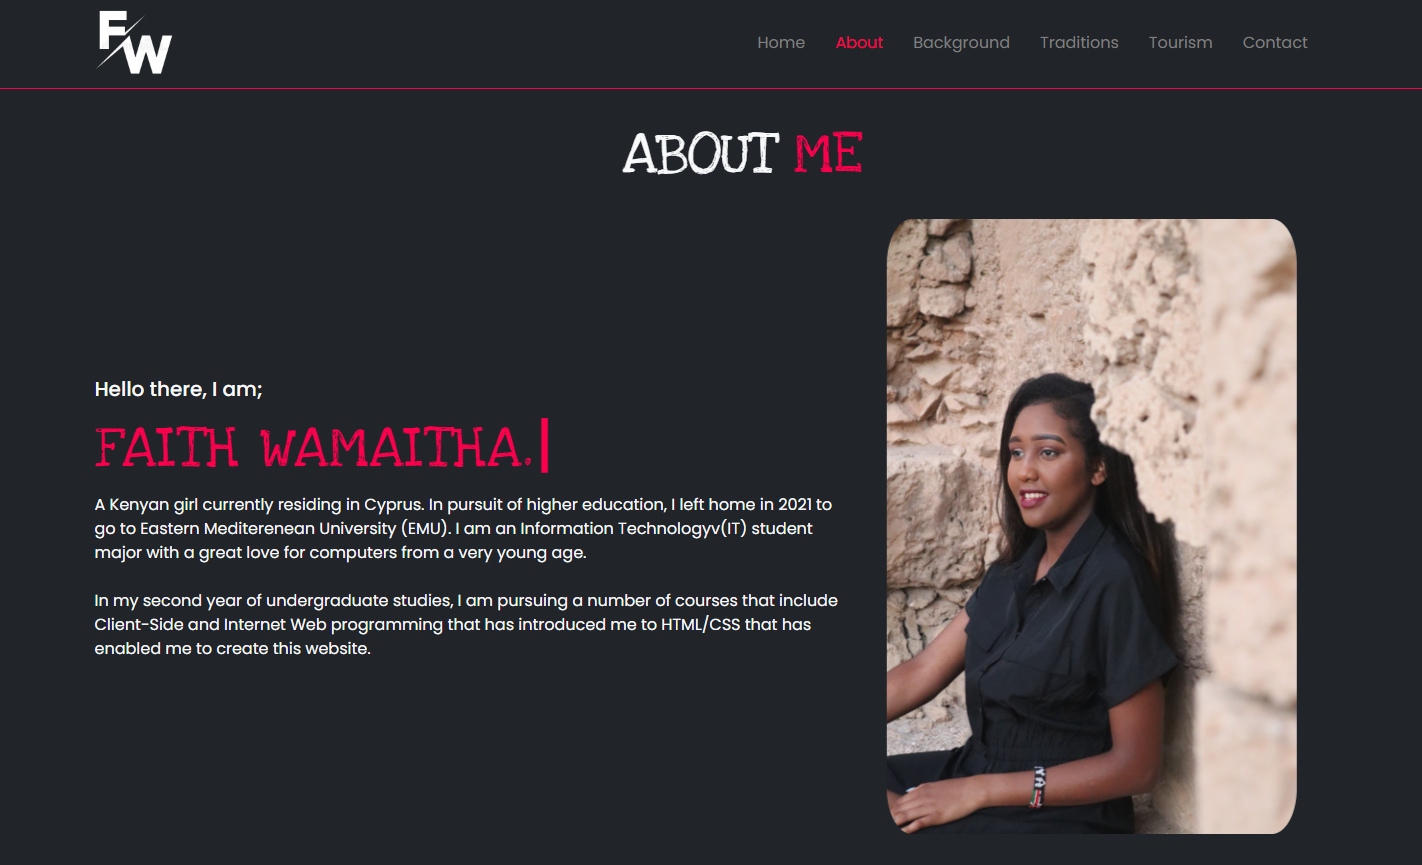 FW
Home About Background Traditions Tourism Contact
ABOUT ME
Hello there, I am;
FAITH WAMAITHA.
A Kenyan girl currently residing in Cyprus. In pursuit of higher education, I left home in 2021 to
go to Eastern Mediterenean University (EMU). I am an Information Technologyv(IT) student
major with a great love for computers from a very young age.
In my second year of undergraduate studies, I am pursuing a number of courses that include
Client-Side and Internet Web programming that has introduced me to HTML/CSS that has
enabled me to create this website.